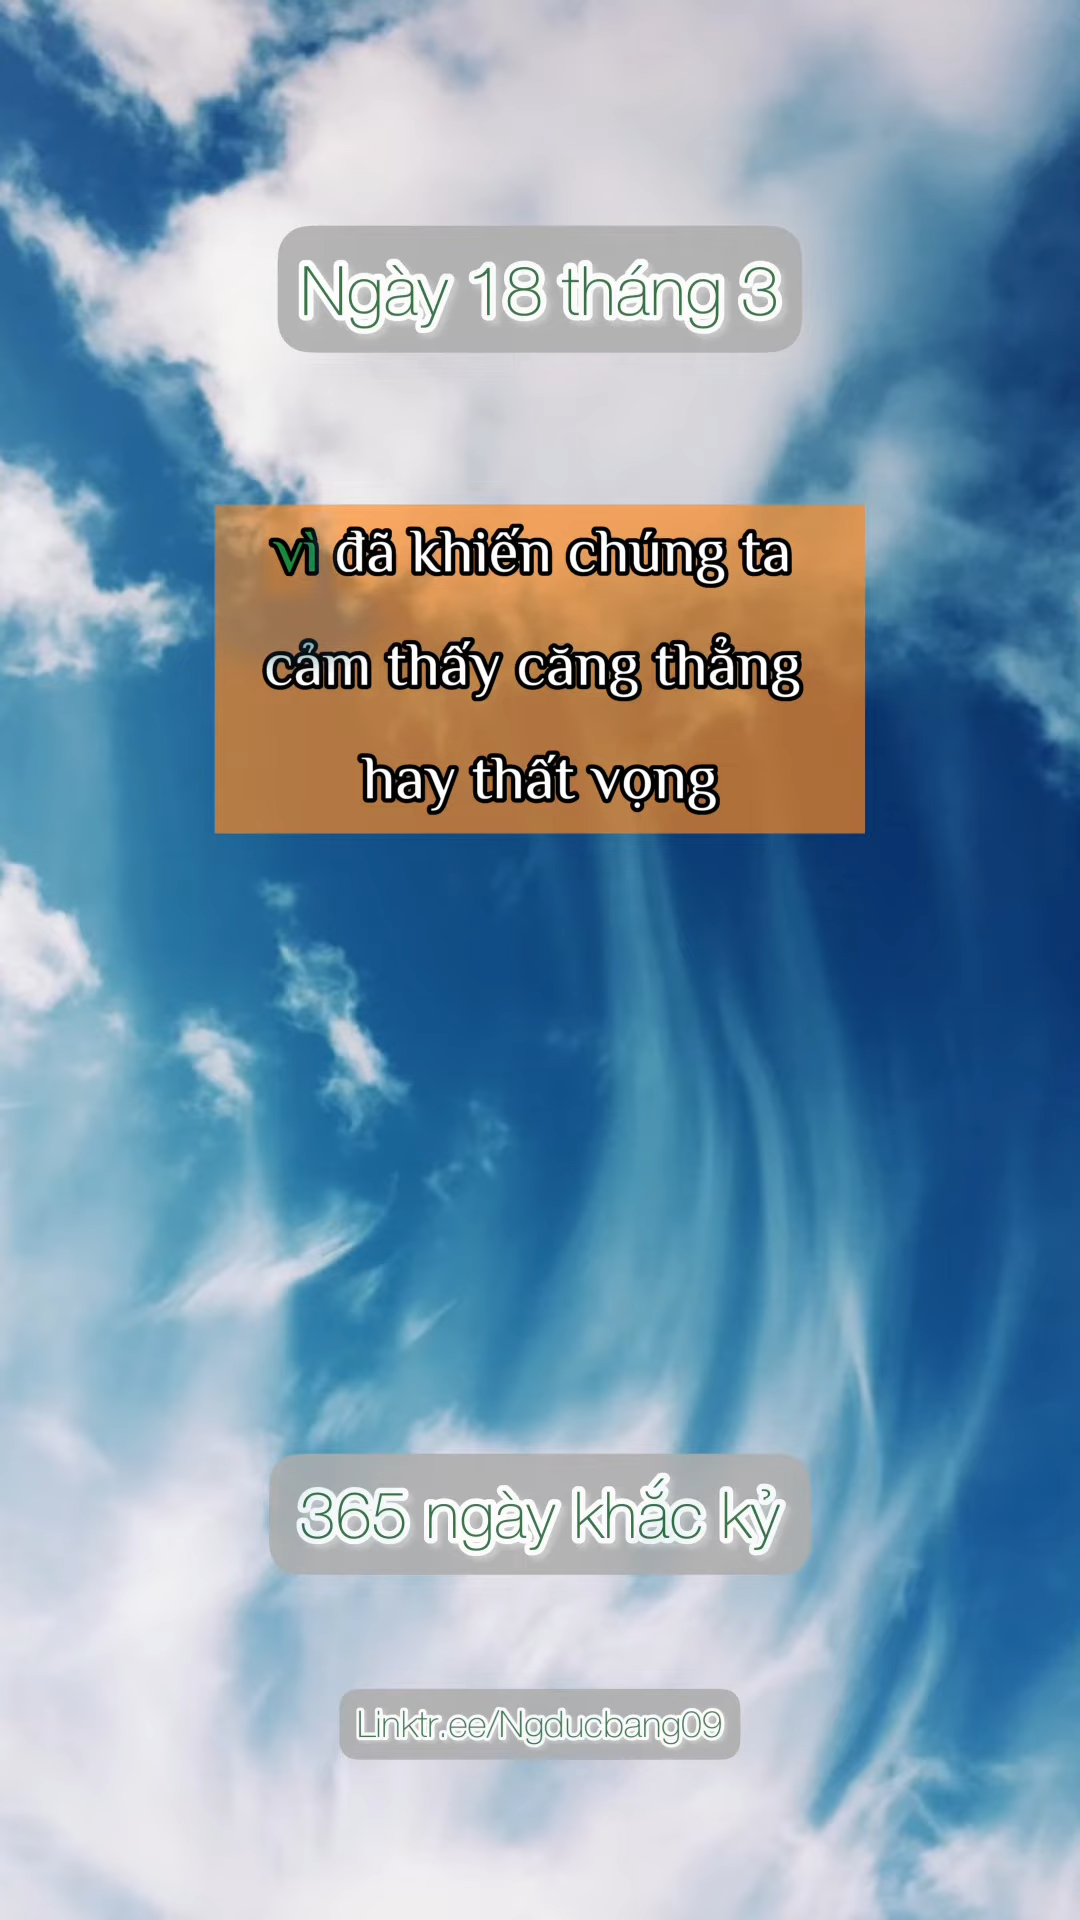 Ngày 18 tháng 3
vì đã khiến chúng ta
cảm thấy căng thẳng
hay thất vọng
365 ngày khắc kỷ
Linktr.ee/Ngducbang09